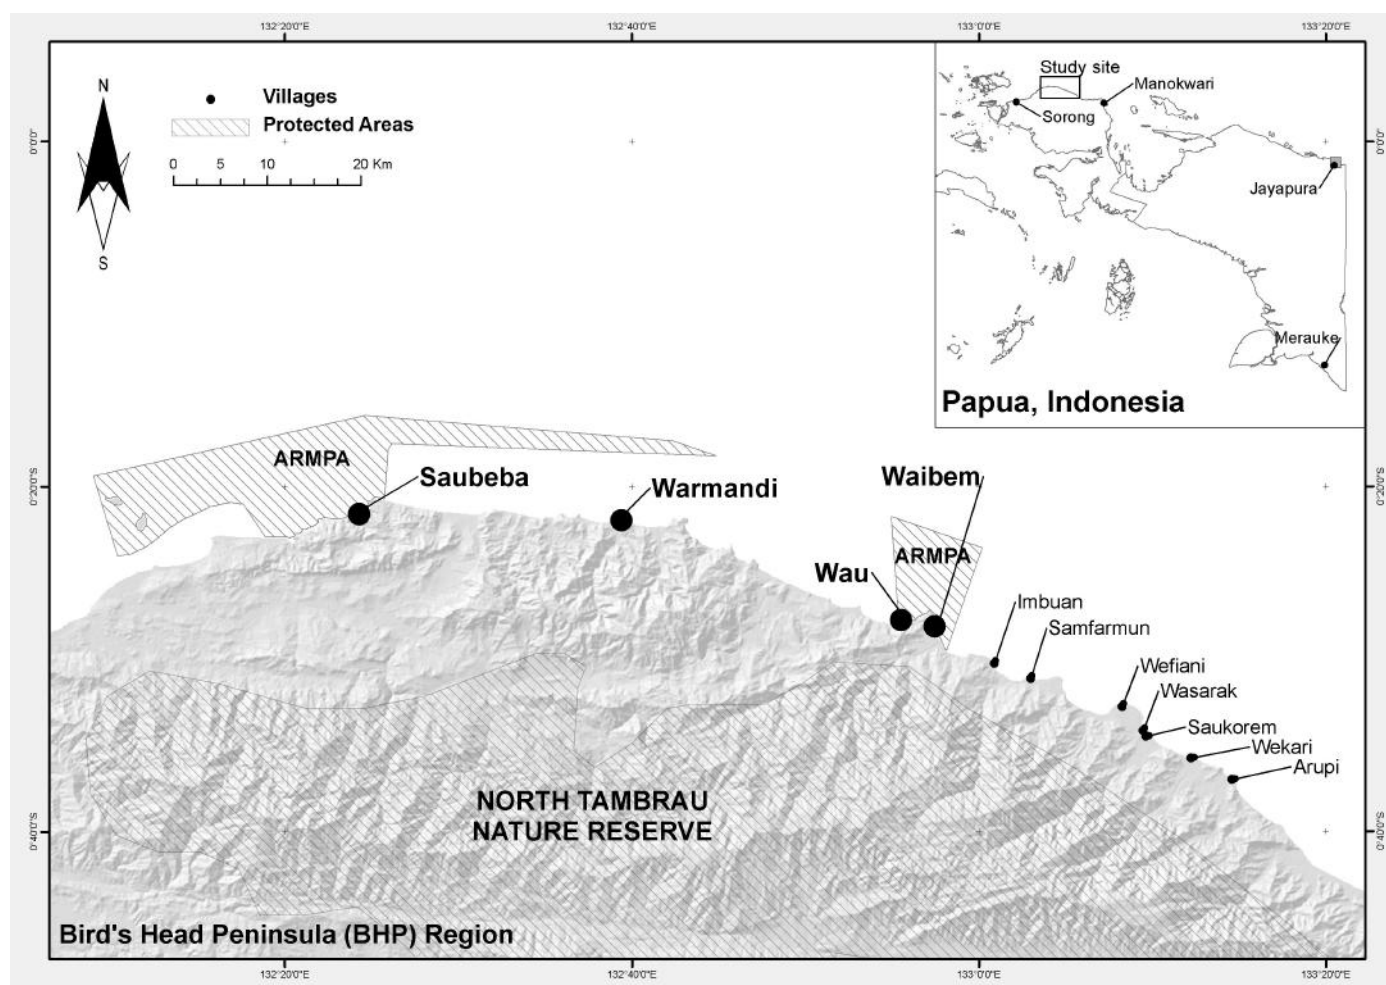 132°20'0"E
132°40'0"E
133°0'0"E
133°20'0"E
N
S
Villages
Protected Areas
0 5 10 20 Km
Study site
Manokwari
Sorong
Jayapura
Merauke
Papua, Indonesia
0°0'0"
0°0'0"
ARMPA
Saubeba
Warmandi
Waibem
0°20'0"S
0°20'0"S
ARMPA
Wau
Imbuan
Samfarmun
Wefiani
Wasarak
Saukorem
Wekari
Arupi
NORTH TAMBRAU
NATURE RESERVE
0°40'0"S
0°40'0"S
Bird's Head Peninsula (BHP) Region
132°20'0"E
132°40'0"E
133°0'0"E
133°20'0"E